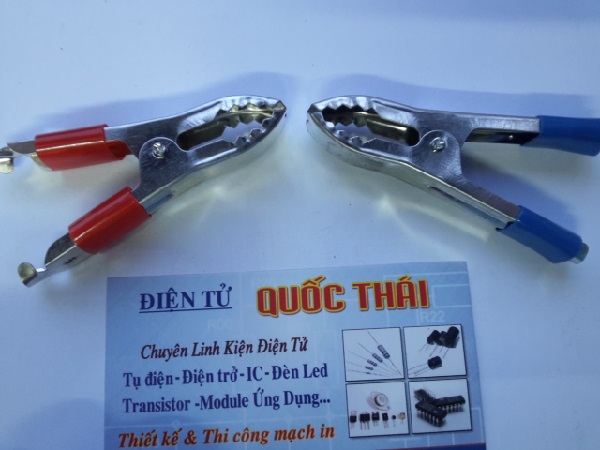 ĐIỆN TỬ QUỐC THÁI
Chuyên Linh Kiện Điện Tử
Tụ điện - Điện trở - IC - Đèn Led
Transistor - Module Ứng Dụng...
Thiết kế & Thi công mạch in